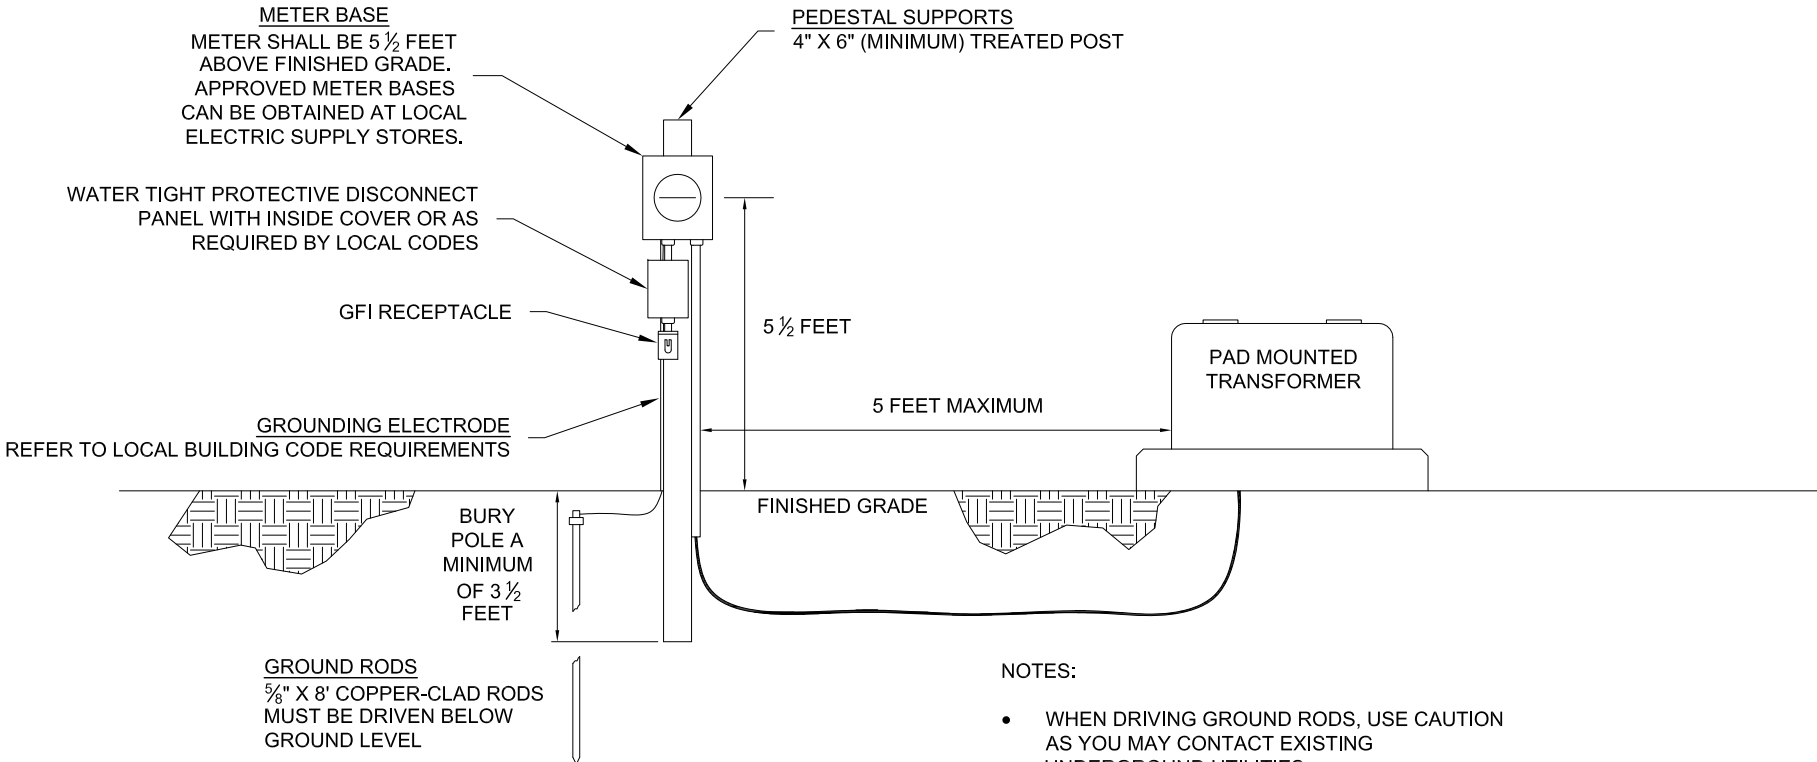 METER BASE
METER SHALL BE 5 ½ FEET
ABOVE FINISHED GRADE.
APPROVED METER BASES
CAN BE OBTAINED AT LOCAL
ELECTRIC SUPPLY STORES.
PEDESTAL SUPPORTS
4" X 6" (MINIMUM) TREATED POST
WATER TIGHT PROTECTIVE DISCONNECT
PANEL WITH INSIDE COVER OR AS
REQUIRED BY LOCAL CODES
GFI RECEPTACLE
5 ½ FEET
PAD MOUNTED
TRANSFORMER
5 FEET MAXIMUM
GROUNDING ELECTRODE
REFER TO LOCAL BUILDING CODE REQUIREMENTS
FINISHED GRADE
BURY
POLE A
MINIMUM
OF 3 ½
FEET
GROUND RODS
⅝" X 8' COPPER-CLAD RODS
MUST BE DRIVEN BELOW
GROUND LEVEL
NOTES:
• WHEN DRIVING GROUND RODS, USE CAUTION
AS YOU MAY CONTACT EXISTING
UNDERGROUND UTILITIES